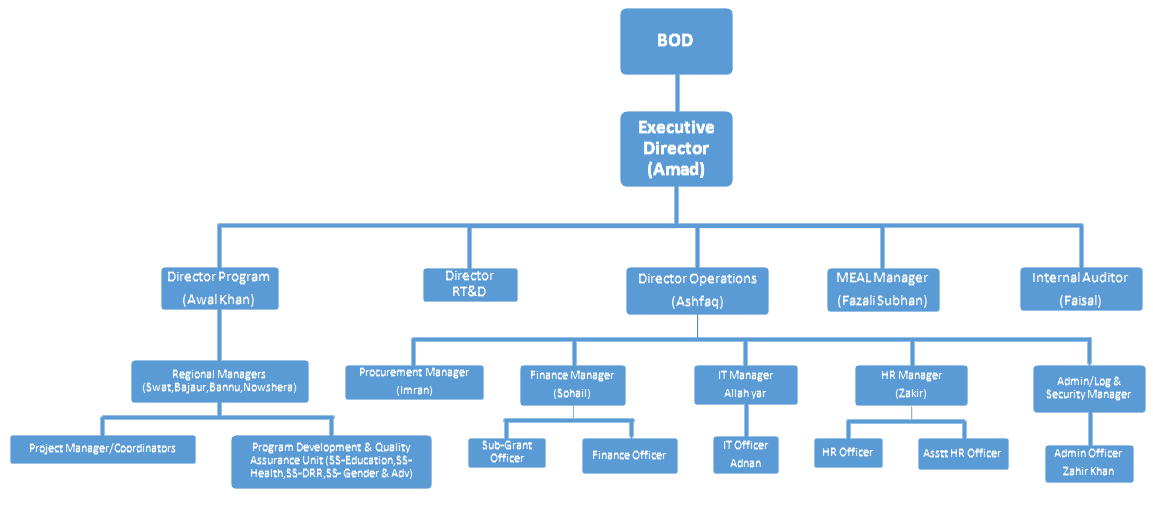 BOD
Executive
Director
(Amad)
Director Program
(Awal Khan)
Director
RT&D
Director Operations
(Ashfaq)
MEAL Manager
(Fazali Subhan)
Internal Auditor
(Faisal)
Regional Managers
(Swat,Bajaur,Bannu,Nowshera)
Procurement Manager
(Imran)
Finance Manager
(Sohail)
IT Manager
Allah yar
HR Manager
(Zakir)
Admin/Log &
Security Manager
Project Manager/Coordinators
Program Development & Quality
Assurance Unit (SS-Education,SS-
Health,SS-DRR,SS- Gender & Adv)
Sub-Grant
Officer
Finance Officer
IT Officer
Adnan
HR Officer
Asstt HR Officer
Admin Officer
Zahir Khan